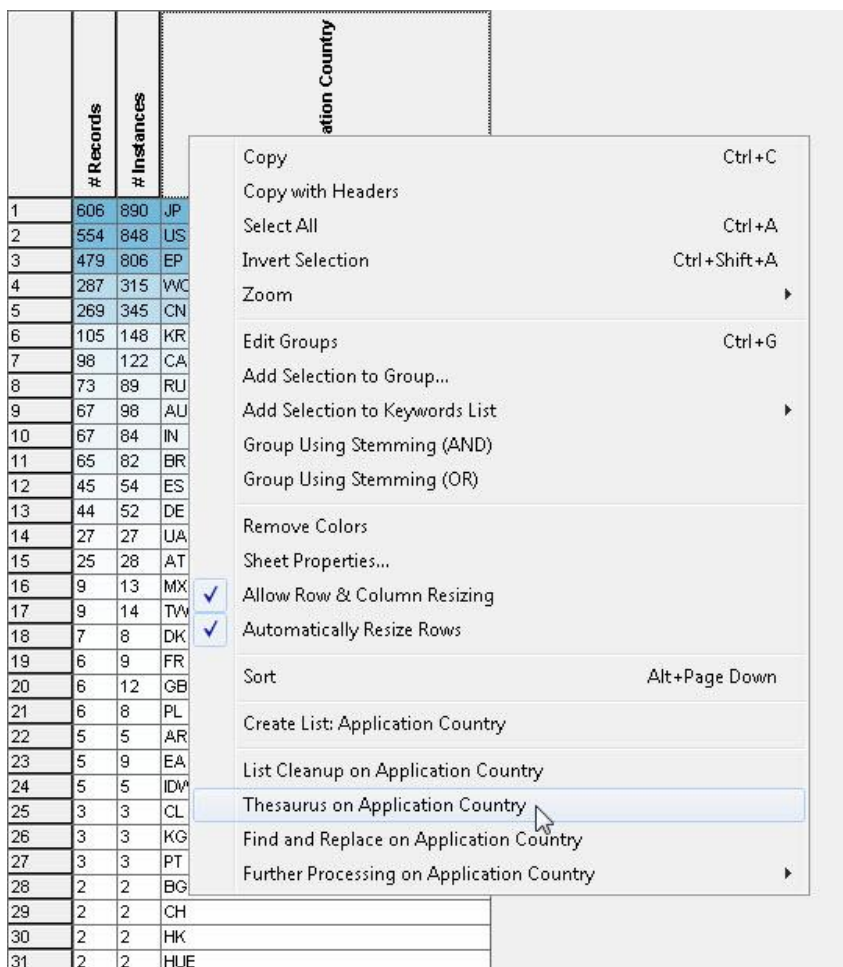 # Records
# Instances
ation Country
1 606 890 JP
2 554 848 US
3 479 806 EP
4 287 315 WO
5 269 345 CN
6 105 148 KR
7 98 122 CA
8 73 89 RU
9 67 98 AU
10 67 84 IN
11 65 82 BR
12 45 54 ES
13 44 52 DE
14 27 27 UA
15 25 28 AT
16 9 13 MX
17 9 14 TW
18 7 8 DK
19 6 9 FR
20 6 12 GB
21 6 8 PL
22 5 5 AR
23 5 9 EA
24 5 5
25 3 3 CL
26 3 3 KG
27 3 3 PT
28 2 2 BG
29 2 2 CH
30 2 2 HK
31 2 2 HUE
Copy Ctrl+C
Copy with Headers
Select All Ctrl+A
Invert Selection Ctrl+Shift+A
Zoom
Edit Groups Ctrl+G
Add Selection to Group...
Add Selection to Keywords List
Group Using Stemming (AND)
Group Using Stemming (OR)
Remove Colors
Sheet Properties...
Allow Row & Column Resizing
Automatically Resize Rows
Sort Alt+Page Down
Create List: Application Country
List Cleanup on Application Country
Thesaurus on Application Country
Find and Replace on Application Country
Further Processing on Application Country